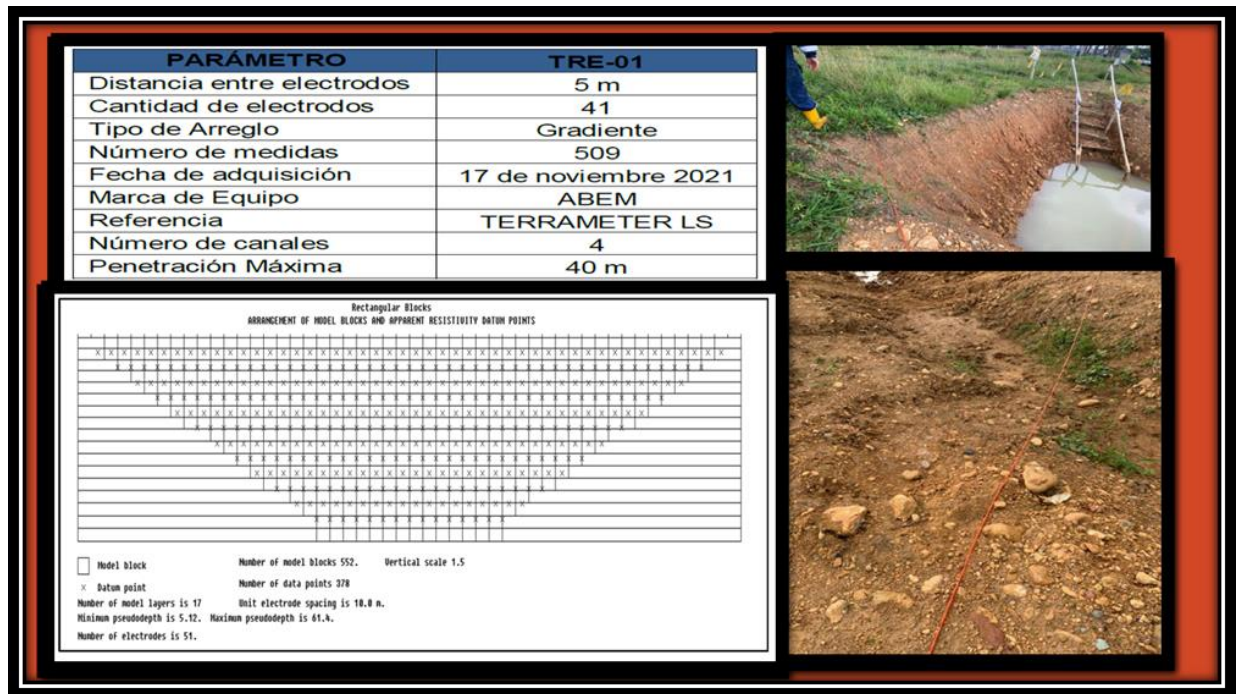 PARÁMETRO TRE-01
Distancia entre electrodos 5 m
Cantidad de electrodos 41
Tipo de Arreglo Gradiente
Número de medidas 509
Fecha de adquisición 17 de noviembre 2021
Marca de Equipo ABEM
Referencia TERRAMETER LS
Número de canales 4
Penetración Máxima 40 m
Rectangular Blocks
ARRANGEMENT OF MODEL BLOCKS AND APPARENT RESISTIVITY DATUM POINTS
Model block Number of model blocks 552. Vertical scale 1.5
x Datum point Number of data points 378
Number of model layers is 17 Unit electrode spacing is 10.0 m.
Minimum pseudodepth is 5.12. Maximum pseudodepth is 61.4.
Number of electrodes is 51.